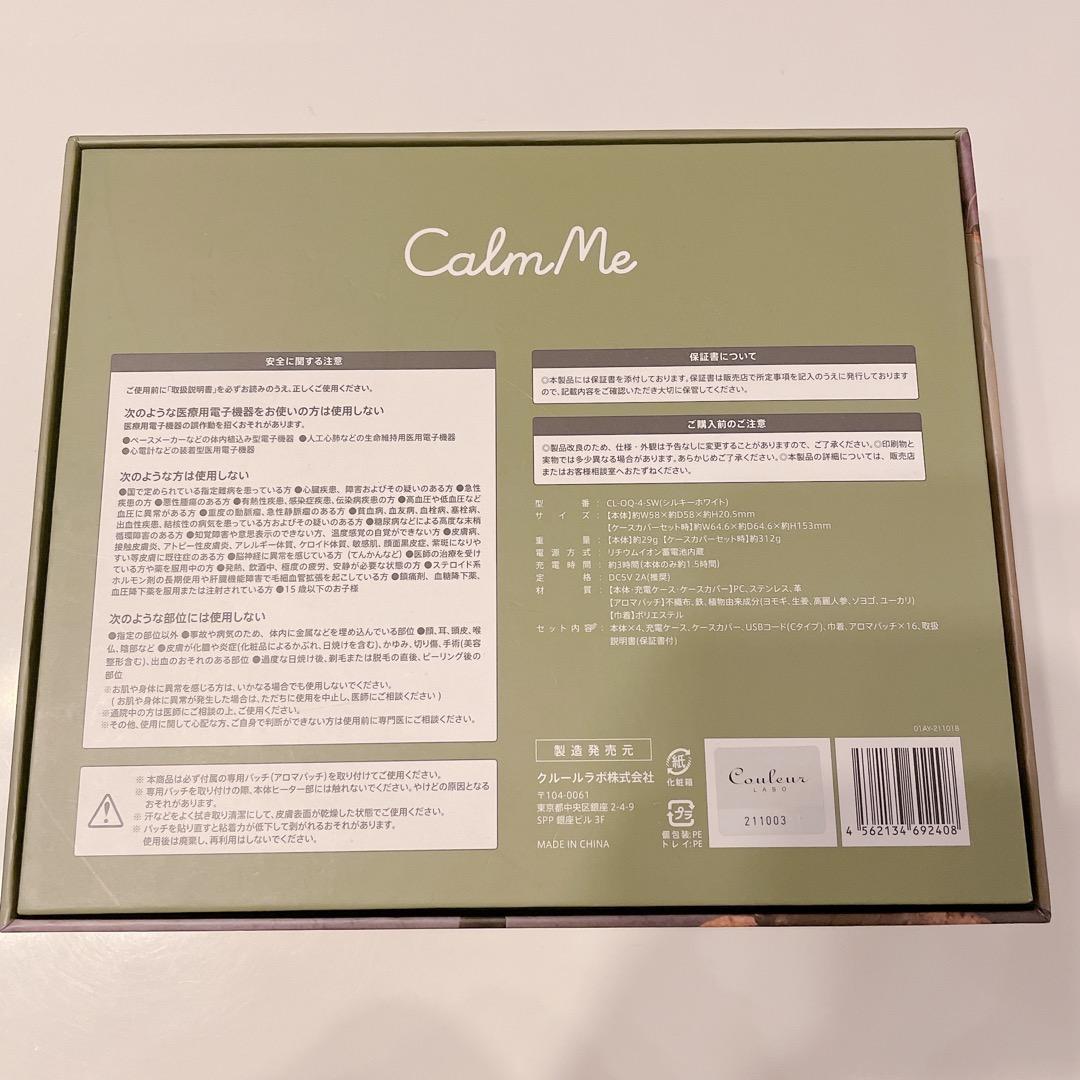 Calm Me
安全に関する注意
ご使用前に「取扱説明書」を必ずお読みのうえ、正しくご使用ください。
次のような医療用電子機器をお使いの方は使用しない
医療用電子機器の誤作動を招くおそれがあります。
●ペースメーカーなどの体内植込み型電子機器 ●人工心肺などの生命維持用医用電子機器
●心電計などの装着型医用電子機器
次のような方は使用しない
●国で定められている指定難病を患っている方 ●心臓疾患、障害およびその疑いのある方 ●急性
疾患の方 ●悪性腫瘍のある方 ●有熱性疾患、感染症疾患、伝染病疾患の方 ●高血圧や低血圧など
血圧に異常がある方 ●重度の動脈瘤、急性静脈瘤のある方 ●貧血病、血友病、血栓病、塞栓病、
出血性疾患、結核性の病気を患っている方およびその疑いのある方 ●糖尿病などによる高度な末梢
循環障害のある方 ●知覚障害や意思表示のできない方、温度感覚の自覚ができない方 ●皮膚病、
接触皮膚炎、アトピー性皮膚炎、アレルギー体質、ケロイド体質、敏感肌、顔面黒皮症、紫斑になりや
すい等皮膚に既往症のある方 ●脳神経に異常を感じている方(てんかんなど) ●医師の治療を受け
ている方や薬を服用中の方 ●発熱、飲酒中、極度の疲労、安静が必要な状態の方 ●ステロイド系
ホルモン剤の長期使用や肝臓機能障害で毛細血管拡張を起こしている方 ●鎮痛剤、血糖降下薬、
血圧降下薬を服用または注射されている方 ●15歳以下のお子様
次のような部位には使用しない
●指定の部位以外 ●事故や病気のため、体内に金属などを埋め込んでいる部位 ●顔、耳、頭皮、喉
仏、陰部など ●皮膚が化膿や炎症(化粧品によるかぶれ、日焼けを含む)、かゆみ、切り傷、手術(美容
整形含む)、出血のおそれのある部位 ●過度な日焼け後、剃毛または脱毛の直後、ピーリング後の
部位
※お肌や身体に異常を感じる方は、いかなる場合でも使用しないでください。
(お肌や身体に異常が発生した場合は、ただちに使用を中止し、医師にご相談ください)
※通院中の方は医師にご相談の上、ご使用ください。
※その他、使用に関して心配な方、ご自身で判断ができない方は使用前に専門医にご相談ください。
※ 本商品は必ず付属の専用パッチ(アロマパッチ)を取り付けてご使用ください。
※ 専用パッチを取り付けの際、本体ヒーター部には触れないでください。やけどの原因となる
おそれがあります。
※ 汗などをよく拭き取り清潔にして、皮膚表面が乾燥した状態でご使用ください。
※ パッチを貼り直すと粘着力が低下して剥がれるおそれがあります。
使用後は廃棄し、再利用はしないでください。
保証書について
◎本製品には保証書を添付しております。保証書は販売店で所定事項を記入のうえに発行しております
ので、記載内容をご確認いただき大切に保管してください。
ご購入前のご注意
◎製品改良のため、仕様・外観は予告なしに変更することがありますので、ご了承ください。◎印刷物と
実物では多少異なる場合があります。あらかじめご了承ください。◎本製品の詳細については、販売店
またはお客様相談室へおたずねください。
型番:CL-OQ-4-SW(シルキーホワイト)
サイズ:【本体】約W58×約D58×約H20.5mm
【ケースカバーセット時】約W64.6×約D64.6×約H153mm
重量:【本体】約29g【ケースカバーセット時】約312g
電源方式:リチウムイオン蓄電池内蔵
充電時間:約3時間(本体のみ約1.5時間)
定格:DC5V 2A(推奨)
材質:【本体・充電ケース・ケースカバー】PC、ステンレス、革
【アロマパッチ】不織布、鉄、植物由来成分(ヨモギ、生姜、高麗人参、ソヨゴ、ユーカリ)
【巾着】ポリエステル
セット内容:本体×4、充電ケース、ケースカバー、USBコード(Cタイプ)、巾着、アロマパッチ×16、取扱
説明書(保証書付)
01AY-211018
製造発売元
クルールラボ株式会社
〒104-0061
東京都中央区銀座 2-4-9
SPP 銀座ビル 3F
MADE IN CHINA
紙
化粧箱
プラ
個包装:PE
トレイ:PE
Couleur
LABO
211003
4 562134 692408